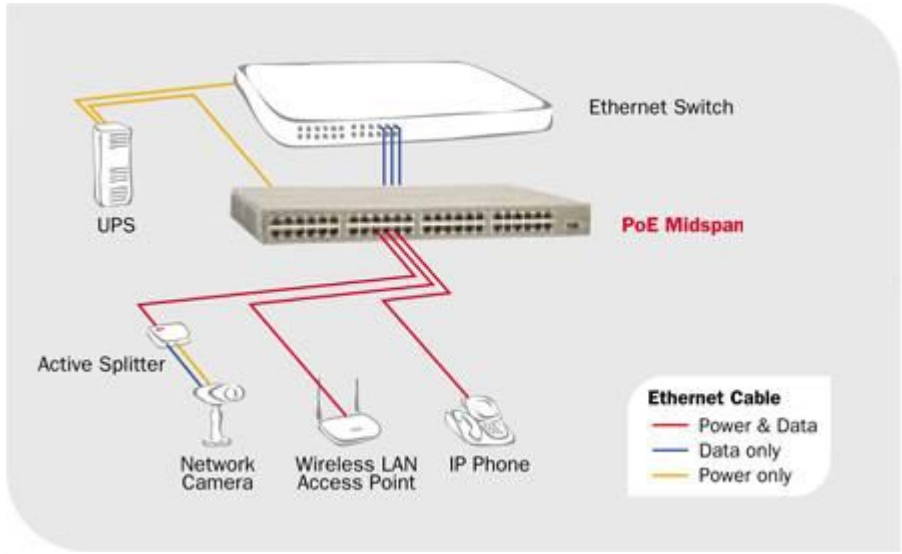 Ethernet Switch
UPS
PoE Midspan
Active Splitter
Network
Camera
Wireless LAN
Access Point
IP Phone
Ethernet Cable
Power & Data
Data only
Power only